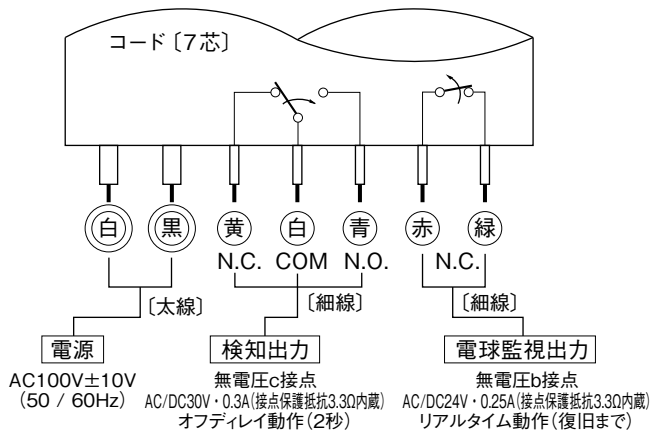 コード〔7芯〕
白 黒 黄 白 青 赤 緑
N.C. COM N.O. N.C.
〔太線〕 〔細線〕 〔細線〕
電源 検知出力 電球監視出力
AC100V±10V 無電圧c接点 無電圧b接点
（50 / 60Hz） AC/DC30V・0.3A(接点保護抵抗3.3Ω内蔵) AC/DC24V・0.25A(接点保護抵抗3.3Ω内蔵)
オフディレイ動作（2秒） リアルタイム動作（復旧まで）